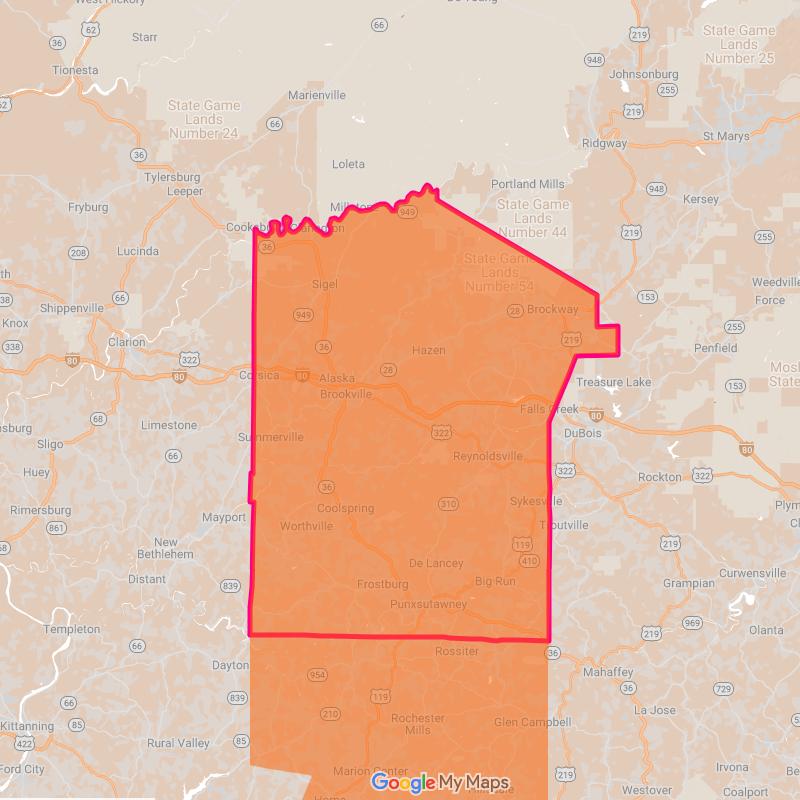 West Hickory
De Young
66
62
36
Starr
219
State Game
Lands
Number 25
948
Tionesta
Johnsonburg
62
State Game
Lands
Number 24
Marienville
255
66
219
St Marys
Ridgway
36
Loleta
Tylersburg
Leeper
Portland Mills
948
Kersey
Fryburg
949
State Game
Lands
Number 44
219
255
36
208
Lucinda
State Game
Lands
Number 54
Sigel
Weedville
66
153
Force
38
Shippenville
Brockway
28
949
Knox
255
338
Clarion
219
36
Penfield
Hazen
322
80
80
80
28
Corsica
Alaska
Treasure Lake
153
Brookville
Falls Creek
80
68
Limestone
322
DuBois
Summerville
Sligo
80
66
Reynoldsville
322
Huey
Rockton
322
36
Rimersburg
Coolspring
310
Sykesville
Mayport
Worthville
Troutville
861
68
New
Bethlehem
119
219
410
De Lancey
Curwensville
Distant
839
Frostburg
Big Run
Grampian
Punxsutawney
969
Templeton
219
Olanta
66
Rossiter
36
Dayton
Mahaffey
954
36
729
839
119
66
210
La Jose
Kittanning
85
Rochester
Mills
Glen Campbell
422
Rural Valley
85
Ford City
Marion Center
219
Irvona
Google My Maps
Westover
Coalport